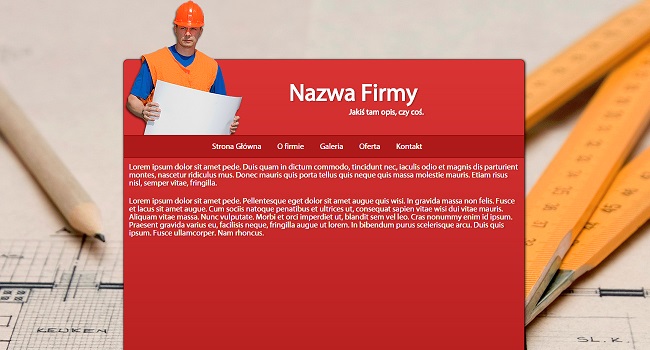 Nazwa Firmy
Jakiś tam opis, czy coś.
Strona Główna O firmie Galeria Oferta Kontakt
Lorem ipsum dolor sit amet pede. Duis quam in dictum commodo, tincidunt nec, iaculis odio et magnis dis parturient
montes, nascetur ridiculus mus. Donec mauris quis porta tellus quis neque quis massa molestie mauris. Etiam risus
nisl, semper vitae, fringilla.
Lorem ipsum dolor sit amet pede. Pellentesque eget dolor sit amet augue quis wisi. In gravida massa non felis. Fusce
et lacus sit amet augue. Cum sociis natoque penatibus et ultrices ut, consequat sapien vitae wisi dui vitae mauris.
Aliquam vitae massa. Nunc vulputate. Morbi et orci imperdiet ut, blandit sem vel leo. Cras nonummy enim id ipsum.
Praesent gravida varius eu, facilisis neque, fringilla augue ut lorem. In bibendum purus scelerisque arcu. Duis quis
ipsum. Fusce ullamcorper. Nam rhoncus.
KEUKEN
SL.K.